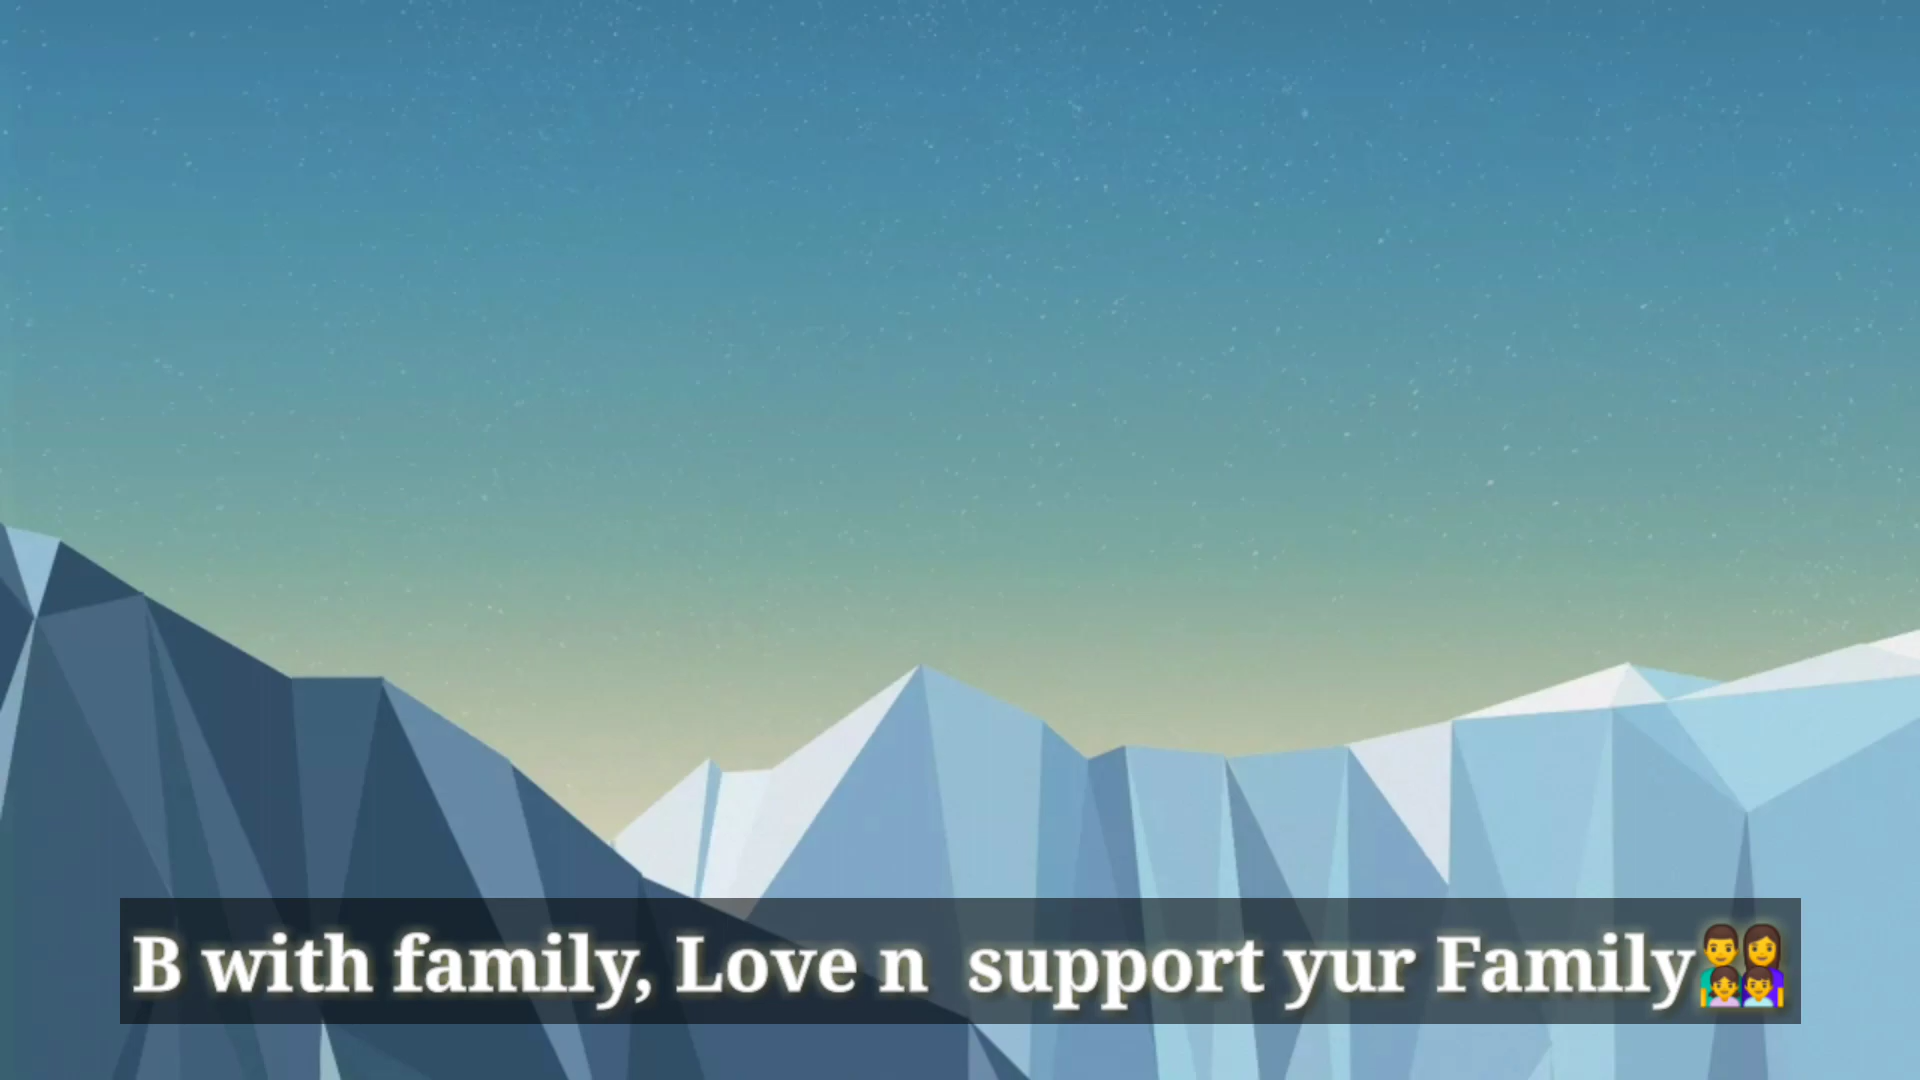 B with family, Love n  support yur Family👨‍👩‍👧‍👦